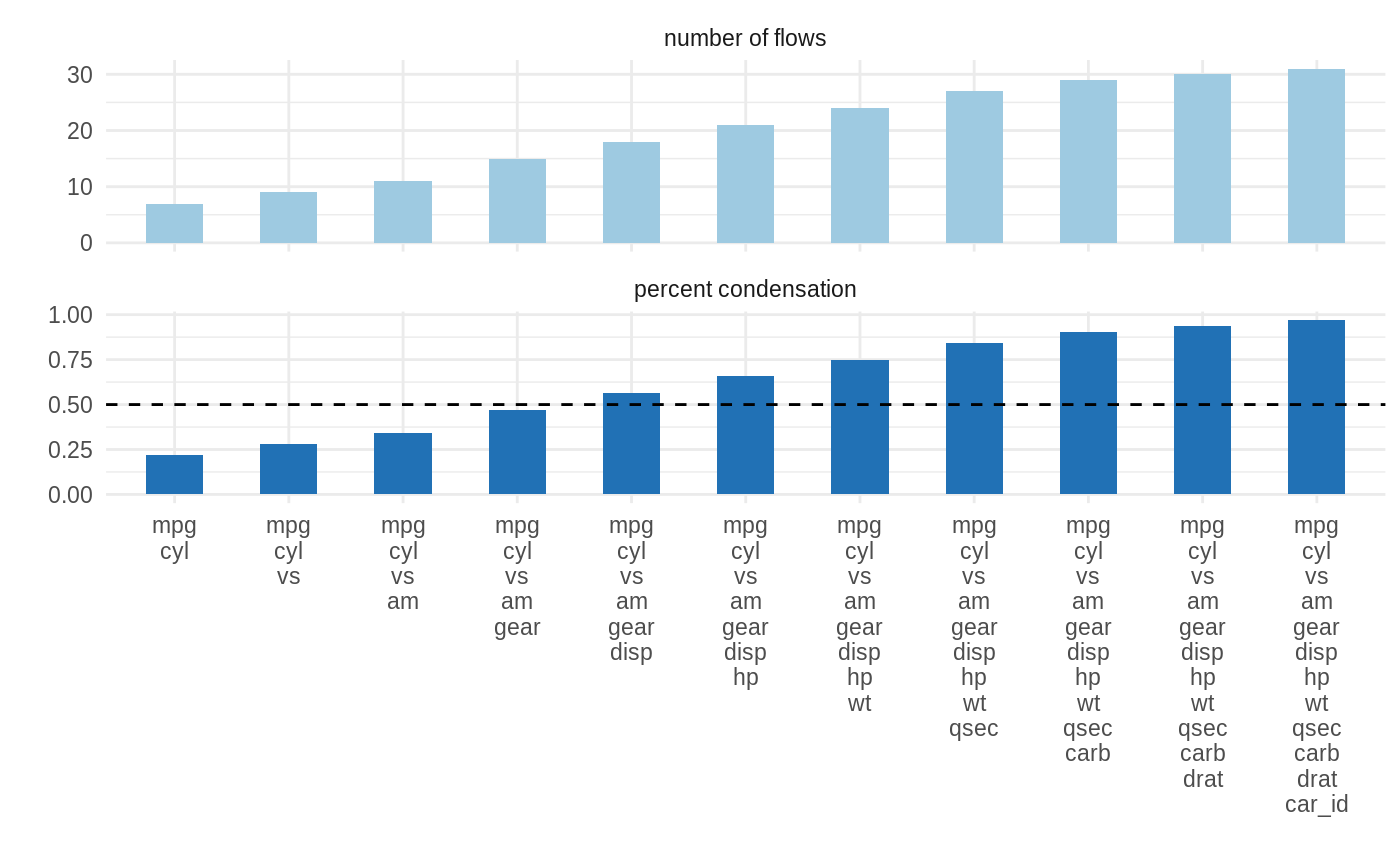 number of flows
30
20
10
0
percent condensation
1.00
0.75
0.50
0.25
0.00
mpg mpg mpg mpg mpg mpg mpg mpg mpg mpg mpg
cyl cyl cyl cyl cyl cyl cyl cyl cyl cyl cyl
vs vs vs vs vs vs vs vs vs vs
am am am am am am am am am
gear gear gear gear gear gear gear gear
disp disp disp disp disp disp disp
hp hp hp hp hp hp
wt wt wt wt wt
qsec qsec qsec qsec
carb carb carb
drat drat
car_id